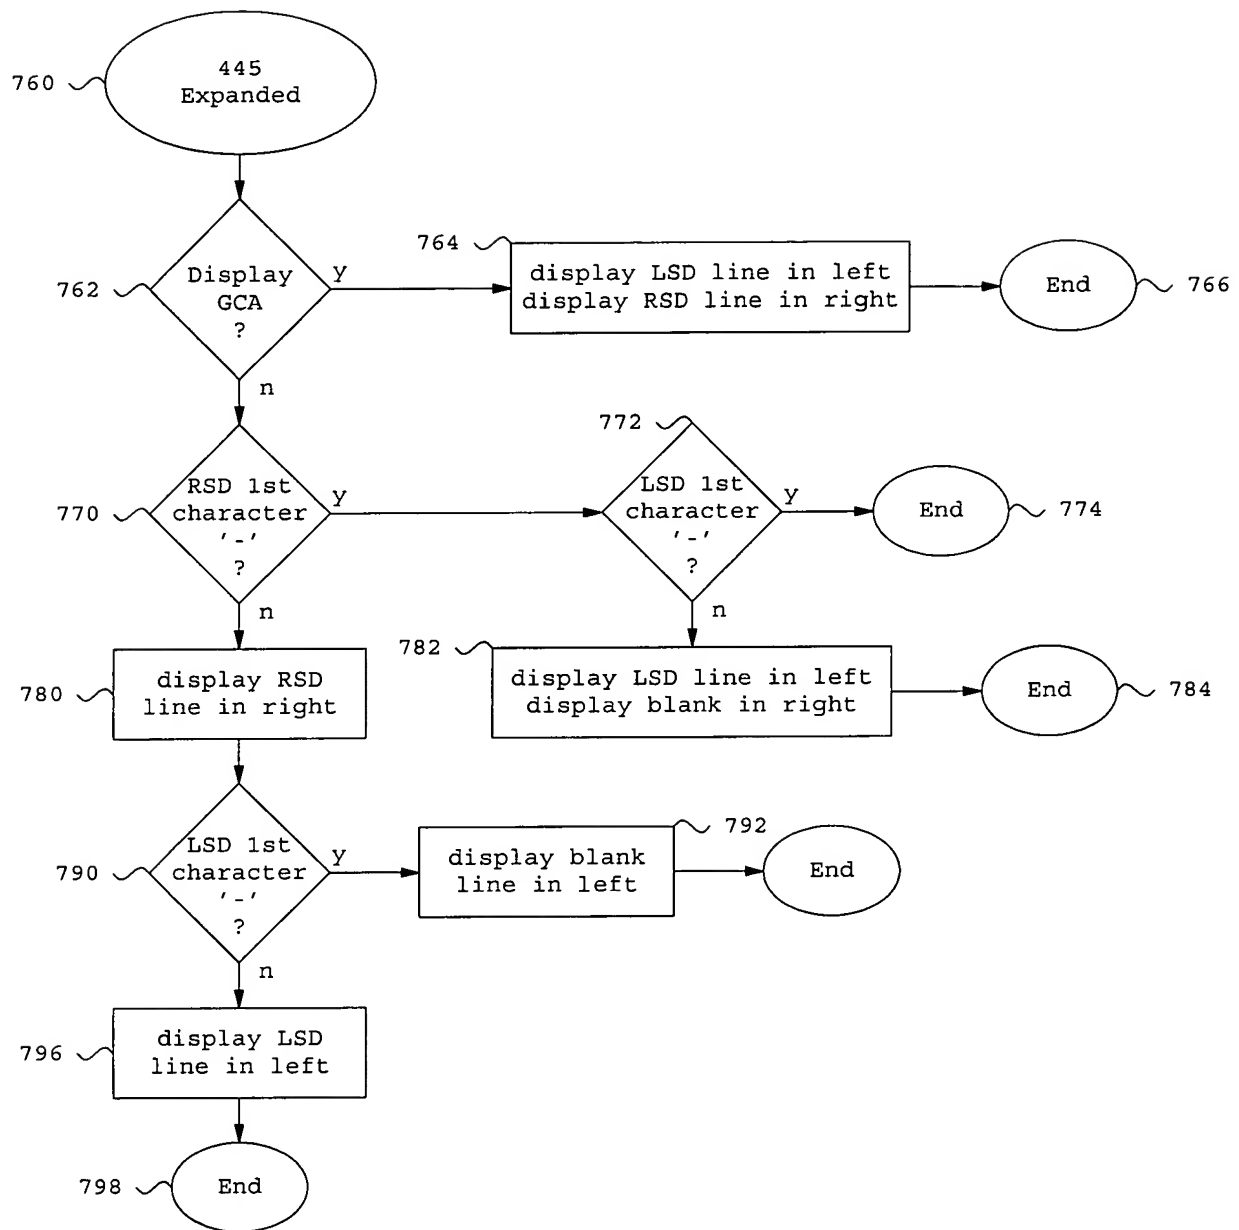 445
Expanded
760
Display
GCA
?
762
y
n
764
display LSD line in left
display RSD line in right
End
766
RSD 1st
character
'-'
?
770
y
n
772
LSD 1st
character
'-'
?
y
n
End
774
780
display RSD
line in right
782
display LSD line in left
display blank in right
End
784
790
LSD 1st
character
'-'
?
y
n
792
display blank
line in left
End
796
display LSD
line in left
798
End